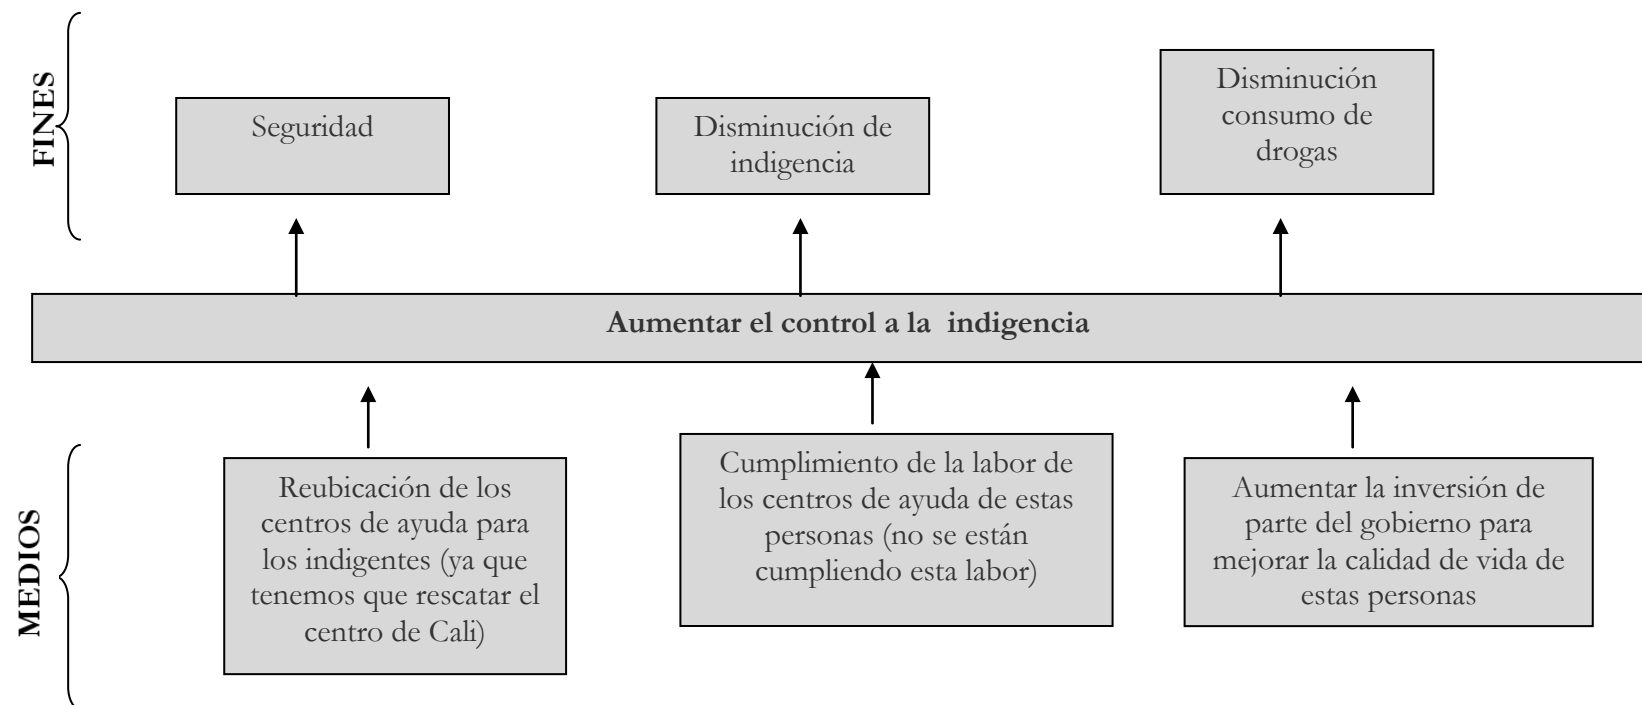 FINES
Seguridad
Disminución de
indigencia
Disminución
consumo de
drogas
Aumentar el control a la  indigencia
MEDIOS
Reubicación de los
centros de ayuda para
los indigentes (ya que
tenemos que rescatar el
centro de Cali)
Cumplimiento de la labor de
los centros de ayuda de estas
personas (no se están
cumpliendo esta labor)
Aumentar la inversión de
parte del gobierno para
mejorar la calidad de vida de
estas personas